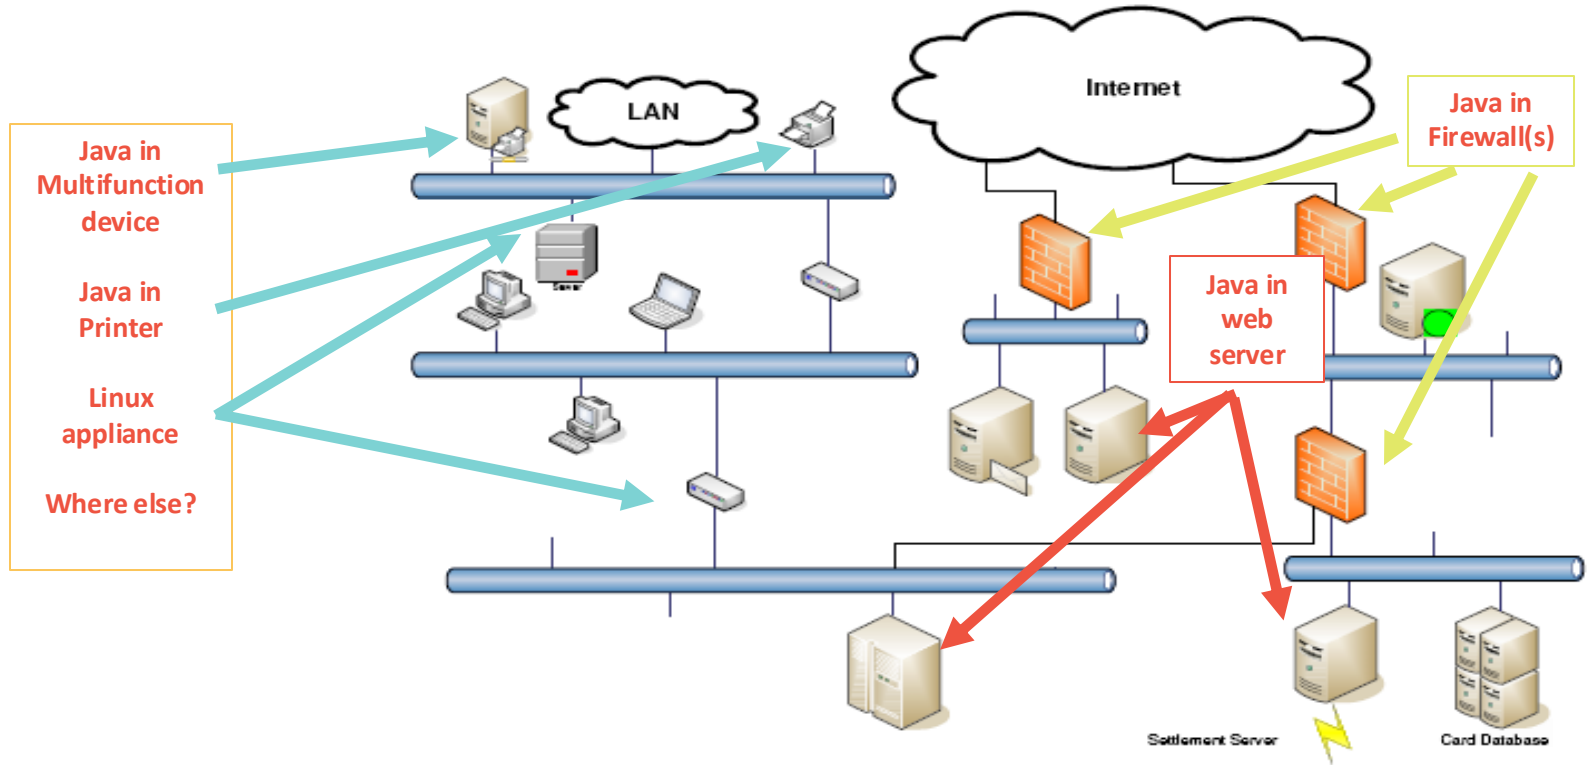 Internet
LAN
Java in
Firewall(s)
Java in
Multifunction
device
Java in
Printer
Linux
appliance
Where else?
Server
Java in
web
server
Settlement Server
Card Database